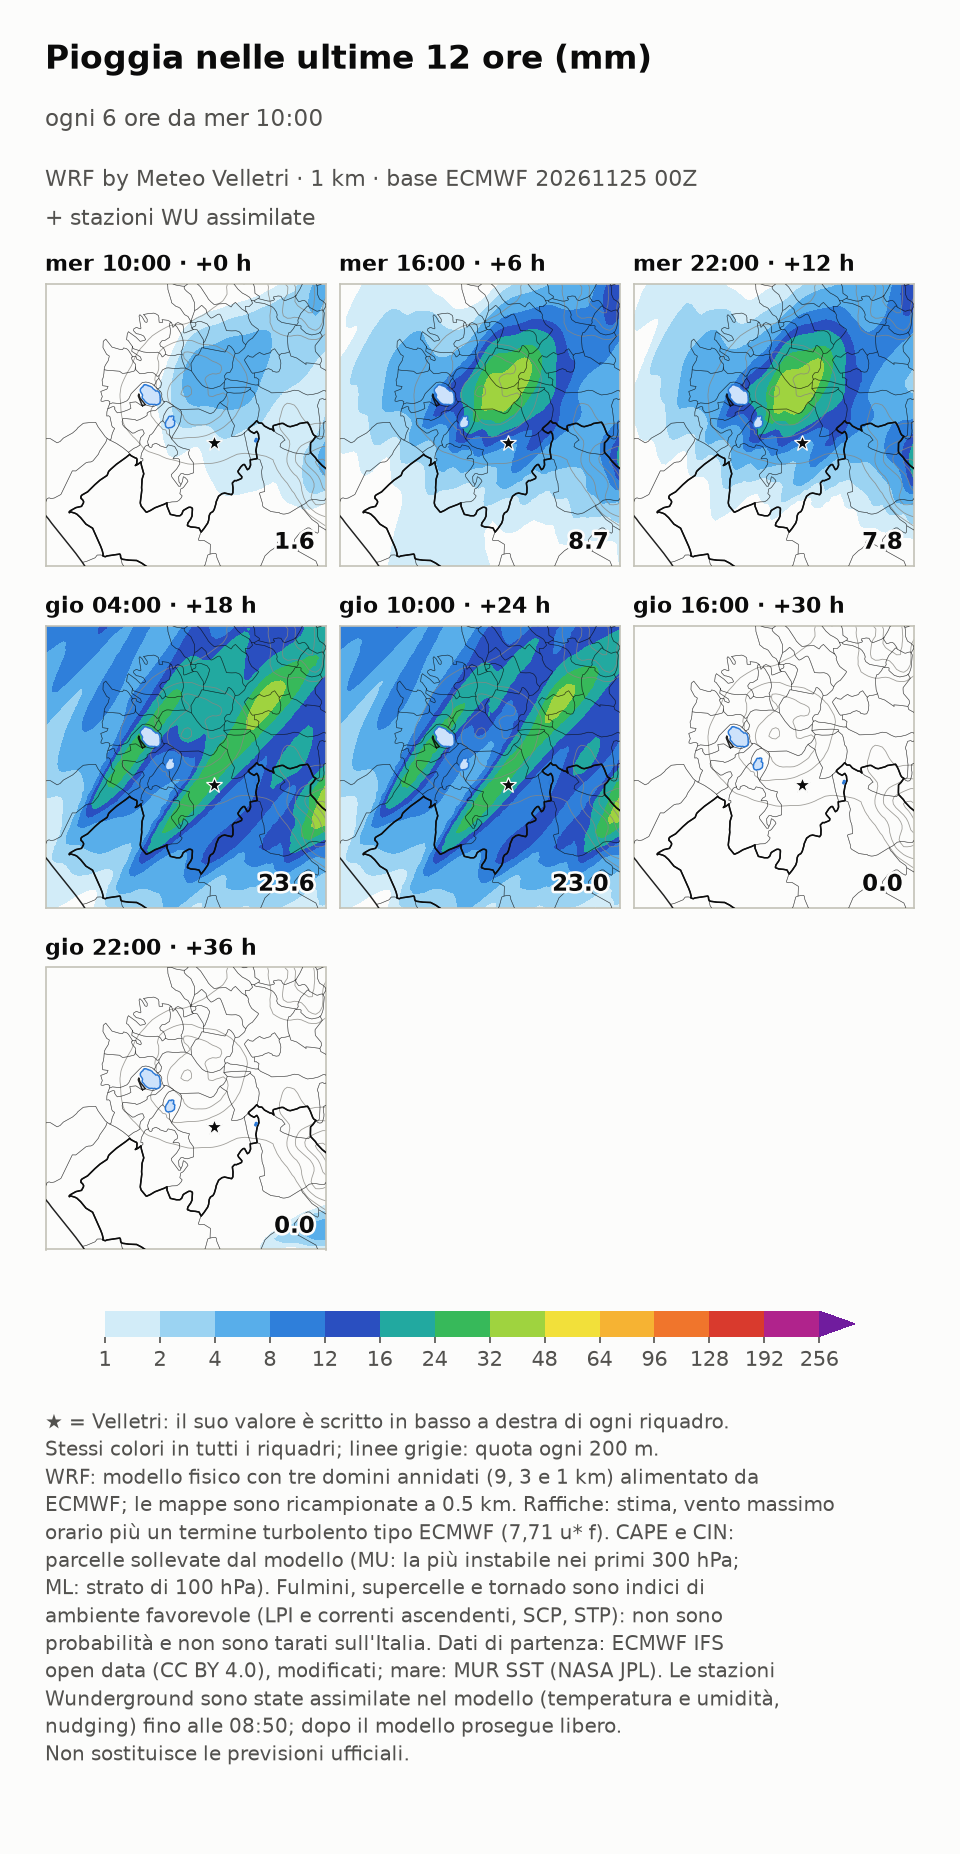 Pioggia nelle ultime 12 ore (mm)
ogni 6 ore da mer 10:00
WRF by Meteo Velletri · 1 km · base ECMWF 20261125 00Z
+ stazioni WU assimilate
mer 10:00 · +0 h
mer 16:00 · +6 h
mer 22:00 · +12 h
1.6
8.7
7.8
gio 04:00 · +18 h
gio 10:00 · +24 h
gio 16:00 · +30 h
23.6
23.0
0.0
gio 22:00 · +36 h
0.0
1 2 4 8 12 16 24 32 48 64 96 128 192 256
★ = Velletri: il suo valore è scritto in basso a destra di ogni riquadro.
Stessi colori in tutti i riquadri; linee grigie: quota ogni 200 m.
WRF: modello fisico con tre domini annidati (9, 3 e 1 km) alimentato da
ECMWF; le mappe sono ricampionate a 0.5 km. Raffiche: stima, vento massimo
orario più un termine turbolento tipo ECMWF (7,71 u* f). CAPE e CIN:
parcelle sollevate dal modello (MU: la più instabile nei primi 300 hPa;
ML: strato di 100 hPa). Fulmini, supercelle e tornado sono indici di
ambiente favorevole (LPI e correnti ascendenti, SCP, STP): non sono
probabilità e non sono tarati sull'Italia. Dati di partenza: ECMWF IFS
open data (CC BY 4.0), modificati; mare: MUR SST (NASA JPL). Le stazioni
Wunderground sono state assimilate nel modello (temperatura e umidità,
nudging) fino alle 08:50; dopo il modello prosegue libero.
Non sostituisce le previsioni ufficiali.